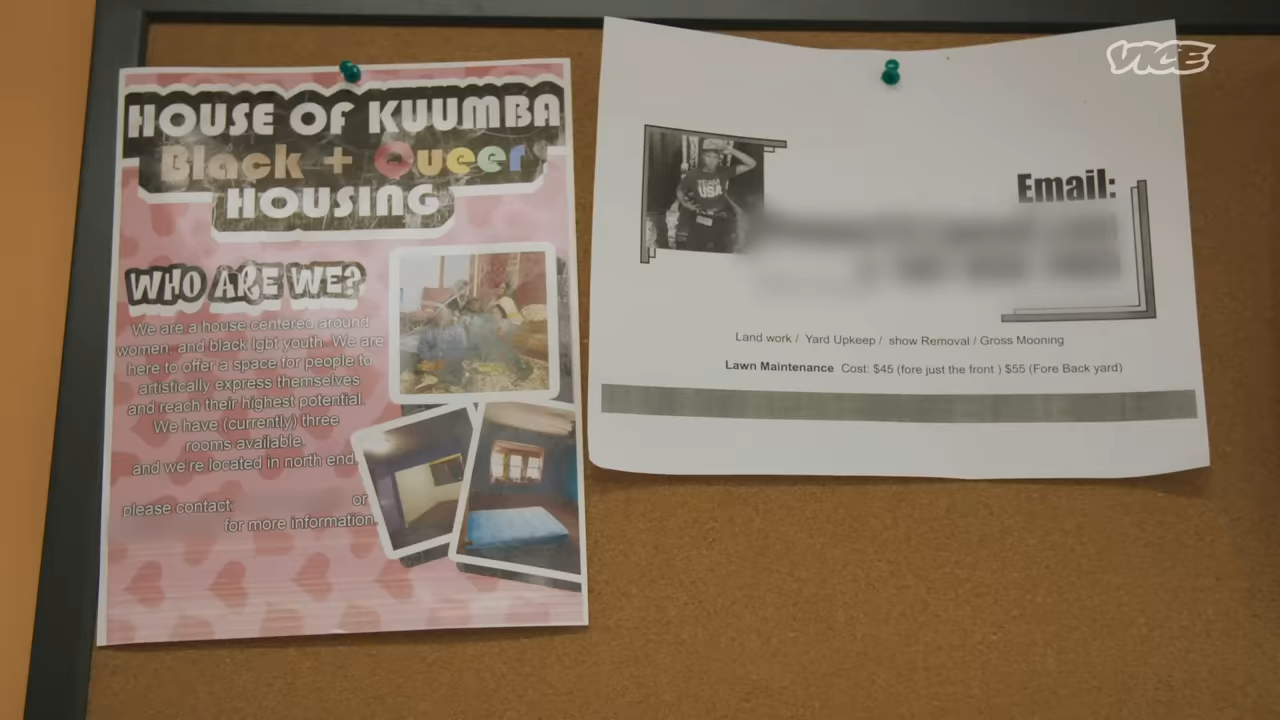 HOUSE OF KUUMBA
Black + Queer
HOUSING
WHO ARE WE?
We are a house centered around
women, and black lgbt youth. We are
here to offer a space for people to
artistically express themselves
and reach their highest potential.
We have (currently) three
rooms available.
and we're located in north end,
please contact: or
for more information.
VICE
TEAM
USA
Email:
Land work / Yard Upkeep / show Removal / Gross Mooning
Lawn Maintenance Cost: $45 (fore just the front ) $55 (Fore Back yard)